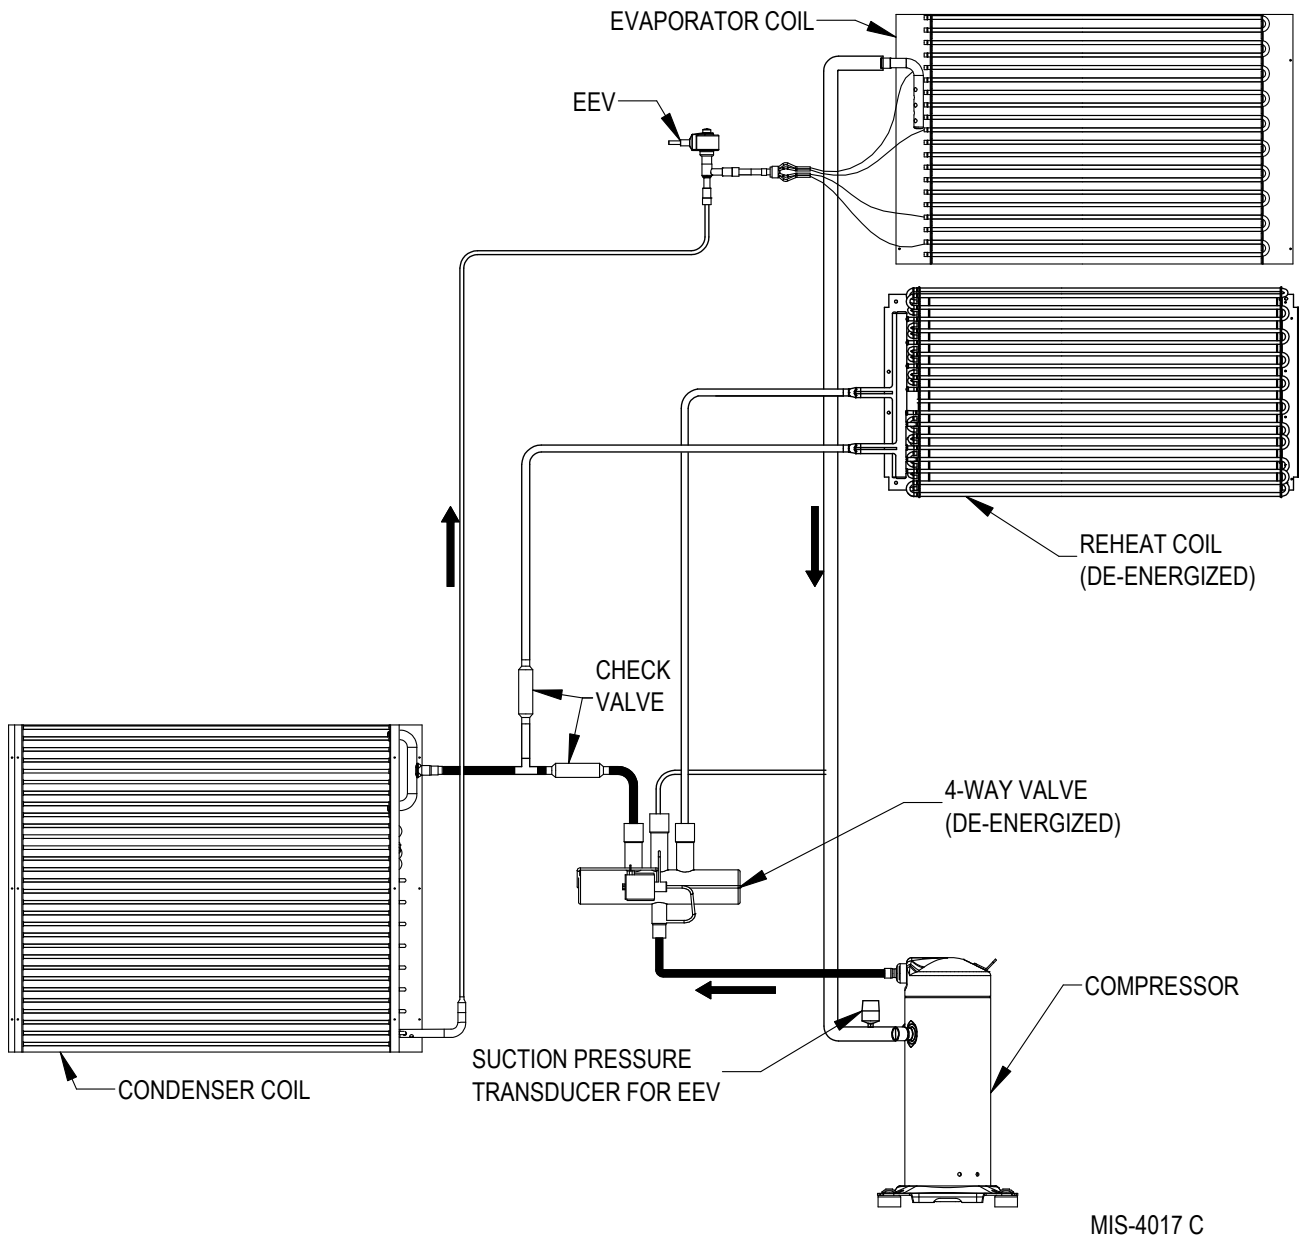 EVAPORATOR COIL
EEV
REHEAT COIL
(DE-ENERGIZED)
CHECK
VALVE
4-WAY VALVE
(DE-ENERGIZED)
COMPRESSOR
SUCTION PRESSURE
TRANSDUCER FOR EEV
CONDENSER COIL
MIS-4017 C